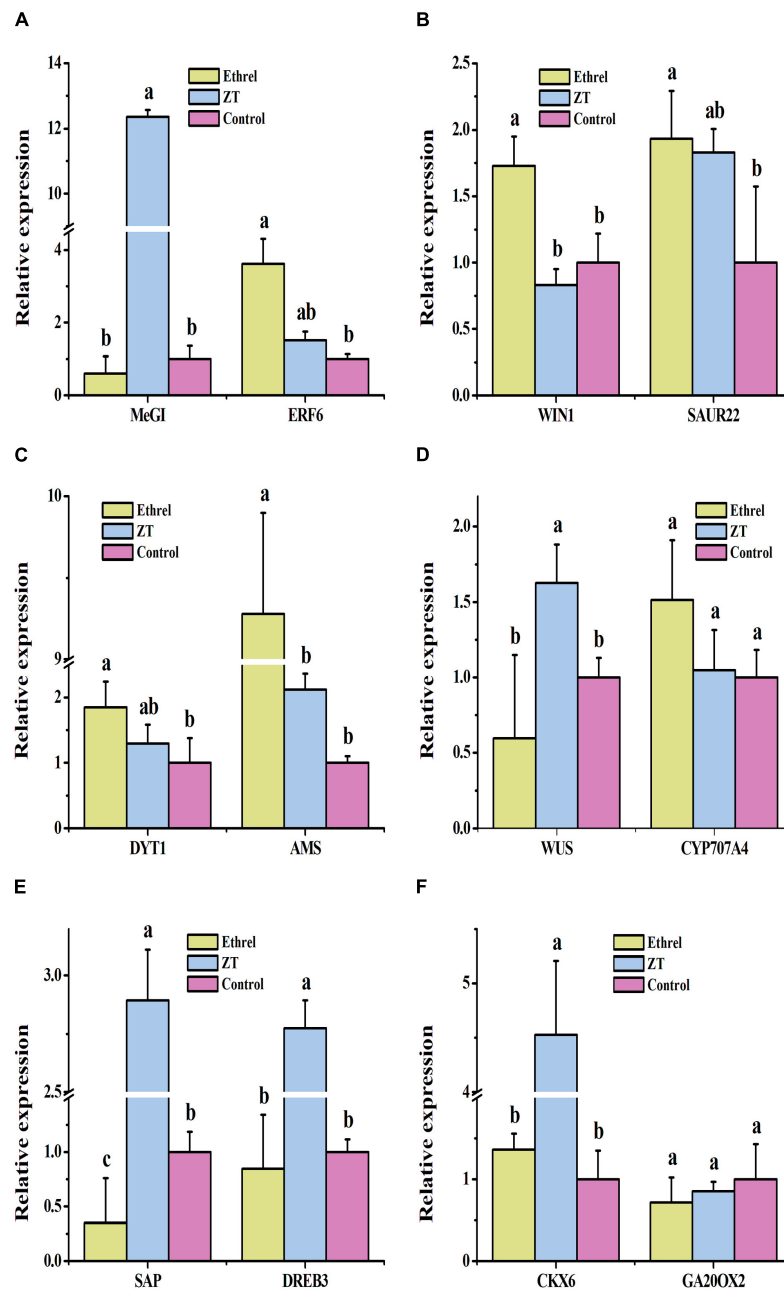 A
Relative expression
14
12
10
4
2
0
Ethrel
ZT
Control
b
a
b
a
ab
b
MeGI
ERF6
B
Relative expression
2.5
2.0
1.5
1.0
0.5
0.0
Ethrel
ZT
Control
a
b
b
a
ab
b
WIN1
SAUR22
C
Relative expression
10
9
2
1
0
Ethrel
ZT
Control
a
ab
b
a
b
b
DYT1
AMS
D
Relative expression
2.0
1.5
1.0
0.5
0.0
Ethrel
ZT
Control
b
a
b
a
a
a
WUS
CYP707A4
E
Relative expression
3.0
2.5
1.0
0.5
0.0
Ethrel
ZT
Control
c
a
b
b
a
b
SAP
DREB3
F
Relative expression
5
4
1
0
Ethrel
ZT
Control
b
a
b
a
a
a
CKX6
GA20OX2